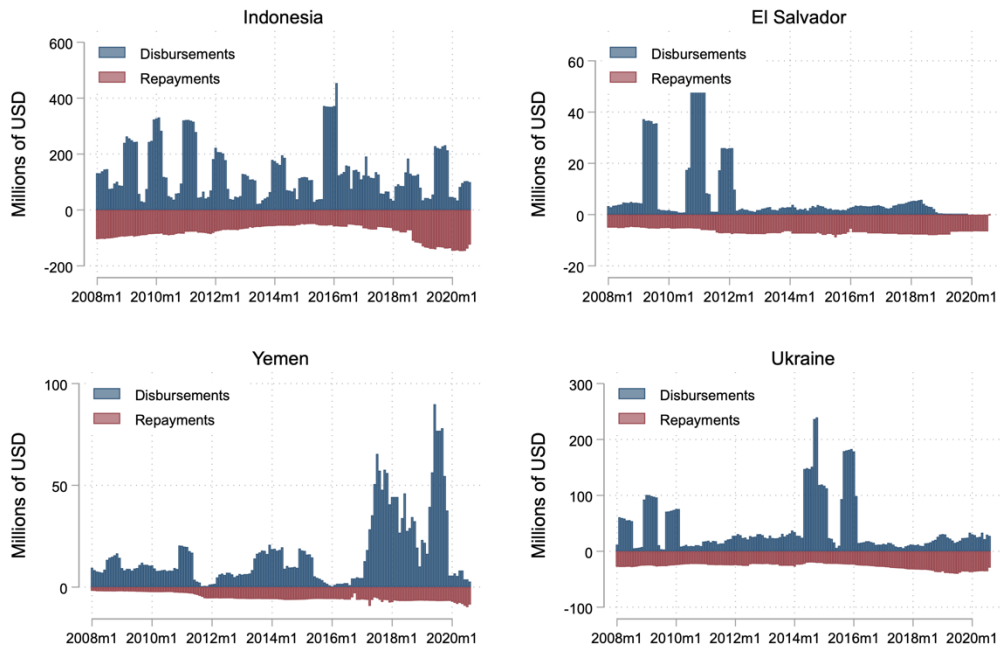 Indonesia
Millions of USD
600
400
200
0
-200
Disbursements
Repayments
2008m1 2010m1 2012m1 2014m1 2016m1 2018m1 2020m1
El Salvador
Millions of USD
60
40
20
0
-20
Disbursements
Repayments
2008m1 2010m1 2012m1 2014m1 2016m1 2018m1 2020m1
Yemen
Millions of USD
100
50
0
Disbursements
Repayments
2008m1 2010m1 2012m1 2014m1 2016m1 2018m1 2020m1
Ukraine
Millions of USD
300
200
100
0
-100
Disbursements
Repayments
2008m1 2010m1 2012m1 2014m1 2016m1 2018m1 2020m1